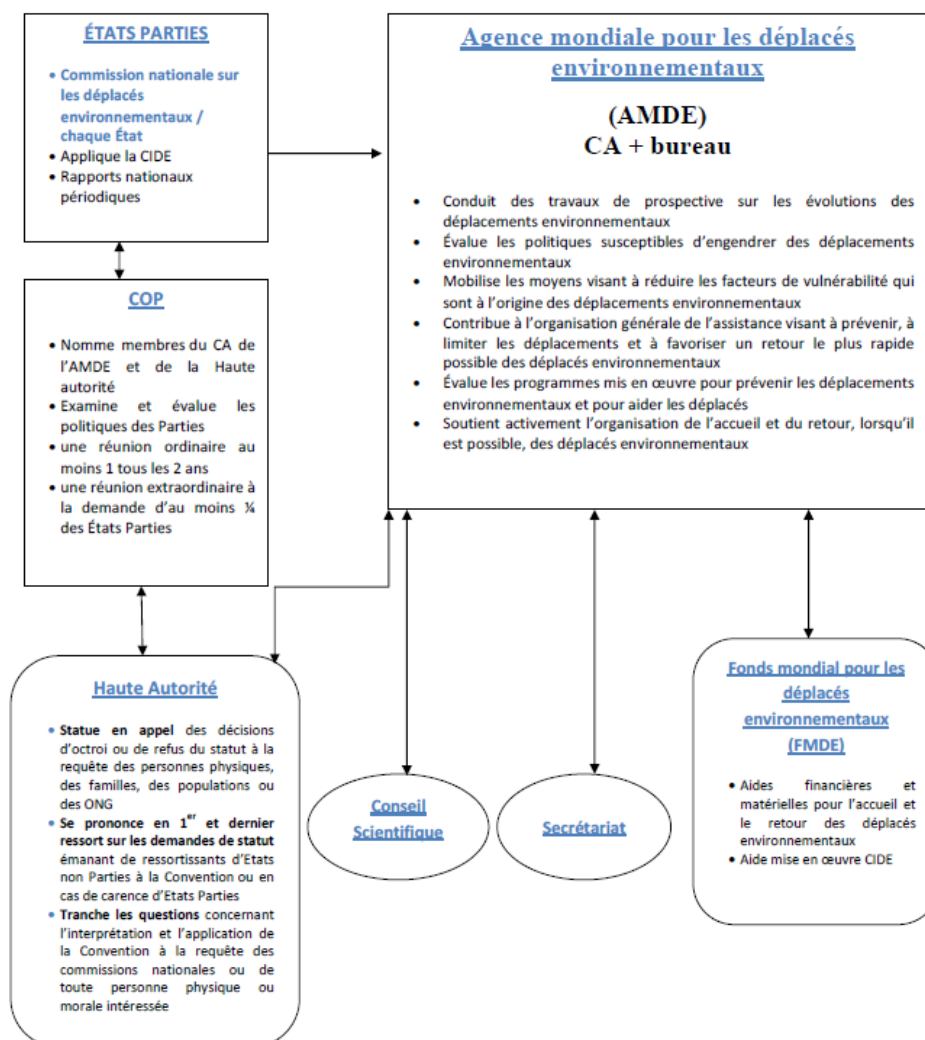 ÉTATS PARTIES
• Commission nationale sur
les déplacés
environnementaux /
chaque État
• Applique la CIDE
• Rapports nationaux
périodiques
Agence mondiale pour les déplacés
environnementaux
(AMDE)
CA + bureau
• Conduit des travaux de prospective sur les évolutions des
déplacements environnementaux
• Évalue les politiques susceptibles d'engendrer des déplacements
environnementaux
• Mobilise les moyens visant à réduire les facteurs de vulnérabilité qui
sont à l'origine des déplacements environnementaux
• Contribue à l'organisation générale de l'assistance visant à prévenir, à
limiter les déplacements et à favoriser un retour le plus rapide
possible des déplacés environnementaux
• Évalue les programmes mis en œuvre pour prévenir les déplacements
environnementaux et pour aider les déplacés
• Soutient activement l'organisation de l'accueil et du retour, lorsqu'il
est possible, des déplacés environnementaux
COP
• Nomme membres du CA de
l'AMDE et de la Haute
autorité
• Examine et évalue les
politiques des Parties
• une réunion ordinaire au
moins 1 tous les 2 ans
• une réunion extraordinaire à
la demande d'au moins ¼
des États Parties
Haute Autorité
• Statue en appel des décisions
d'octroi ou de refus du statut à la
requête des personnes physiques,
des familles, des populations ou
des ONG
• Se prononce en 1er et dernier
ressort sur les demandes de statut
émanant de ressortissants d'Etats
non Parties à la Convention ou en
cas de carence d'Etats Parties
• Tranche les questions concernant
l'interprétation et l'application de
la Convention à la requête des
commissions nationales ou de
toute personne physique ou
morale intéressée
Conseil
Scientifique
Secrétariat
Fonds mondial pour les
déplacés
environnementaux
(FMDE)
• Aides financières et
matérielles pour l'accueil et
le retour des déplacés
environnementaux
• Aide mise en œuvre CIDE